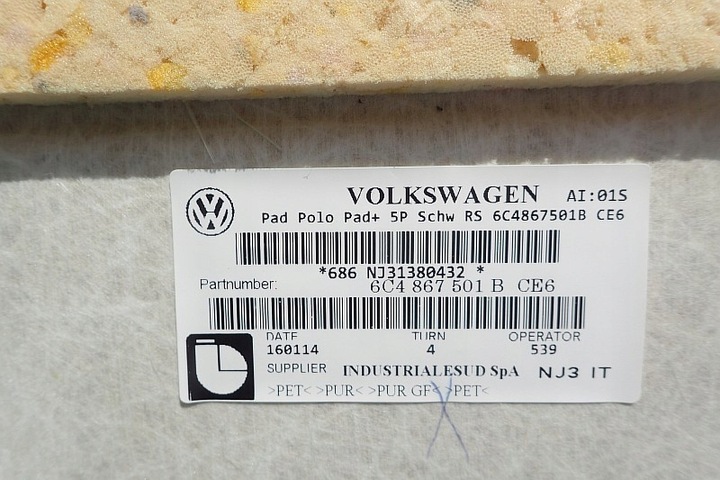 VOLKSWAGEN AI:01S
Pad Polo Pad+ 5P Schw RS 6C4867501B CE6
*686 NJ31380432 *
Partnumber: 6C4 867 501 B CE6
DATE TURN OPERATOR
160114 4 539
SUPPLIER INDUSTRIALESUD SpA NJ3 IT
>PET< >PUR< >PUR GF< >PET<